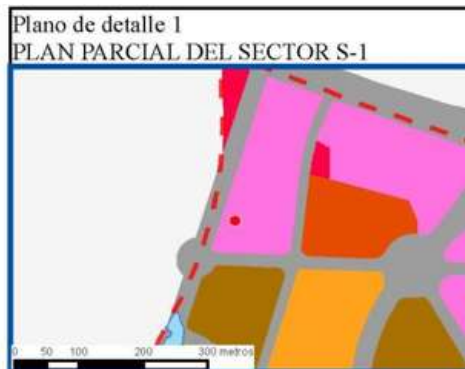 Plano de detalle 1
PLAN PARCIAL DEL SECTOR S-1
0 50 100 200 300 metros